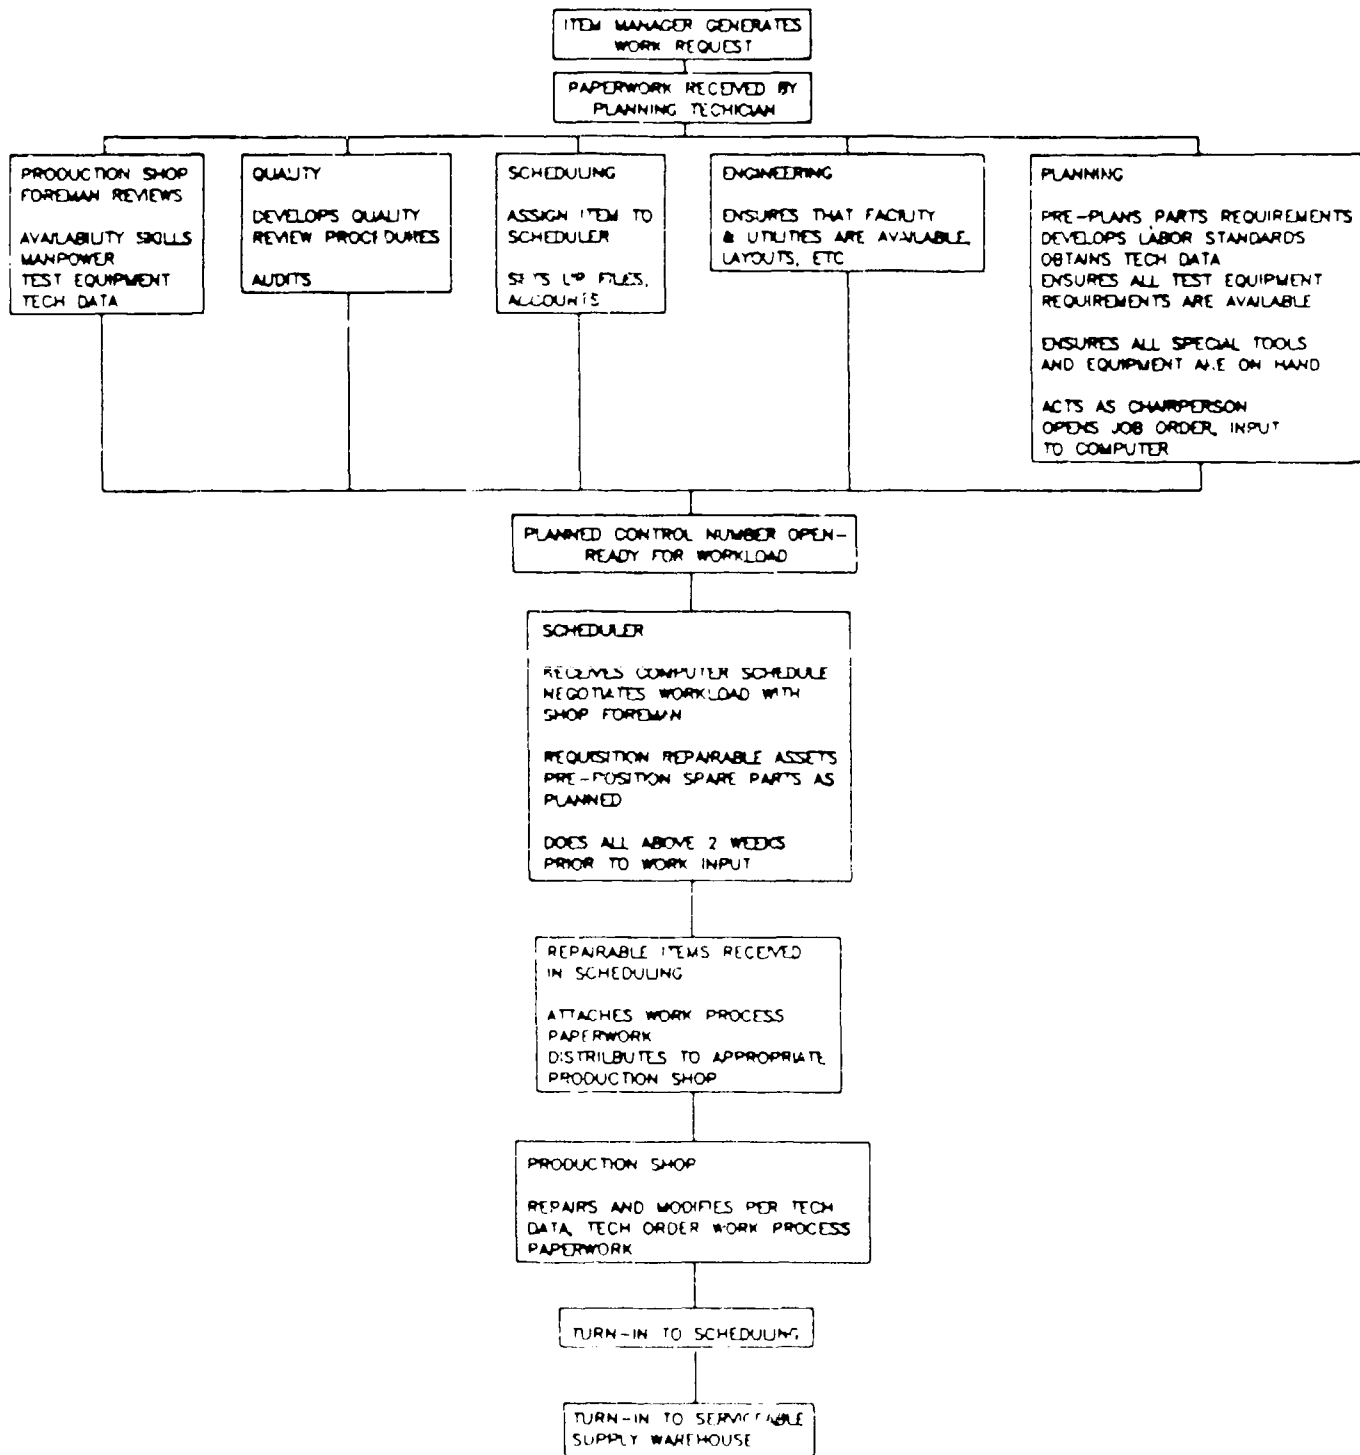 ITEM MANAGER GENERATES
WORK REQUEST
PAPERWORK RECEIVED BY
PLANNING TECHICIAN
PRODUCTION SHOP
FOREMAN REVIEWS
AVAILABILITY SKILLS
MANPOWER
TEST EQUIPMENT
TECH DATA
QUALITY
DEVELOPS QUALITY
REVIEW PROCEDURES
AUDITS
SCHEDULING
ASSIGN ITEM TO
SCHEDULER
SETS UP FILES,
ACCOUNTS
ENGINEERING
ENSURES THAT FACILITY
& UTILITIES ARE AVAILABLE,
LAYOUTS, ETC
PLANNING
PRE-PLANS PARTS REQUIREMENTS
DEVELOPS LABOR STANDARDS
OBTAINS TECH DATA
ENSURES ALL TEST EQUIPMENT
REQUIREMENTS ARE AVAILABLE
ENSURES ALL SPECIAL TOOLS
AND EQUIPMENT ARE ON HAND
ACTS AS CHAIRPERSON
OPENS JOB ORDER, INPUT
TO COMPUTER
PLANNED CONTROL NUMBER OPEN-
READY FOR WORKLOAD
SCHEDULER
RECEIVES COMPUTER SCHEDULE
NEGOTIATES WORKLOAD WITH
SHOP FOREMAN
REQUISITION REPAIRABLE ASSETS
PRE-POSITION SPARE PARTS AS
PLANNED
DOES ALL ABOVE 2 WEEKS
PRIOR TO WORK INPUT
REPAIRABLE ITEMS RECEIVED
IN SCHEDULING
ATTACHES WORK PROCESS
PAPERWORK
DISTRILBUTES TO APPROPRIATE
PRODUCTION SHOP
PRODUCTION SHOP
REPAIRS AND MODIFIES PER TECH
DATA, TECH ORDER WORK PROCESS
PAPERWORK
TURN-IN TO SCHEDULING
TURN-IN TO SERVICEABLE
SUPPLY WAREHOUSE